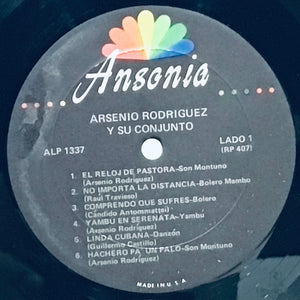 Ansonia
ARSENIO RODRIGUEZ
Y SU CONJUNTO
ALP 1337
LADO 1
(RP 407)
1. EL RELOJ DE PASTORA-Son Montuno
(Arsenio Rodriguez)
2. NO IMPORTA LA DISTANCIA-Bolero Mambo
(Raul Travieso)
3. COMPRENDO QUE SUFRES-Bolero
(Candido Antommattei)
4. YAMBU EN SERENATA-Yambu
(Arsenio Rodriguez)
5. LINDA CUBANA-Danzón
(Guillermo Castillo)
6. HACHERO PA' UN PALO-Son Montuno
(Arsenio Rodriguez)
MADE IN U.S.A.